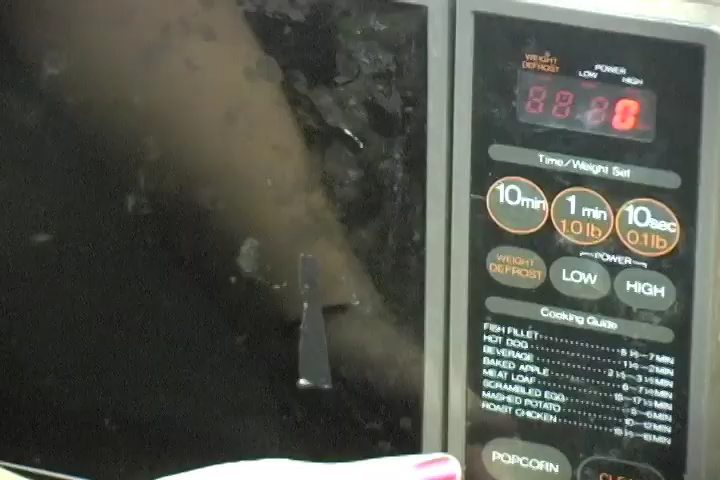 WEIGHT
DEFROST
POWER
LOW HIGH
0
Time/Weight Set
10min 1 min 10sec
1.0 lb 0.1 lb
POWER
WEIGHT
DEFROST
LOW HIGH
Cooking Guide
FISH FILLET
HOT DOG
BEVERAGE
BAKED APPLE
MEAT LOAF
SCRAMBLED EGG
MASHED POTATO
ROAST CHICKEN
POPCORN